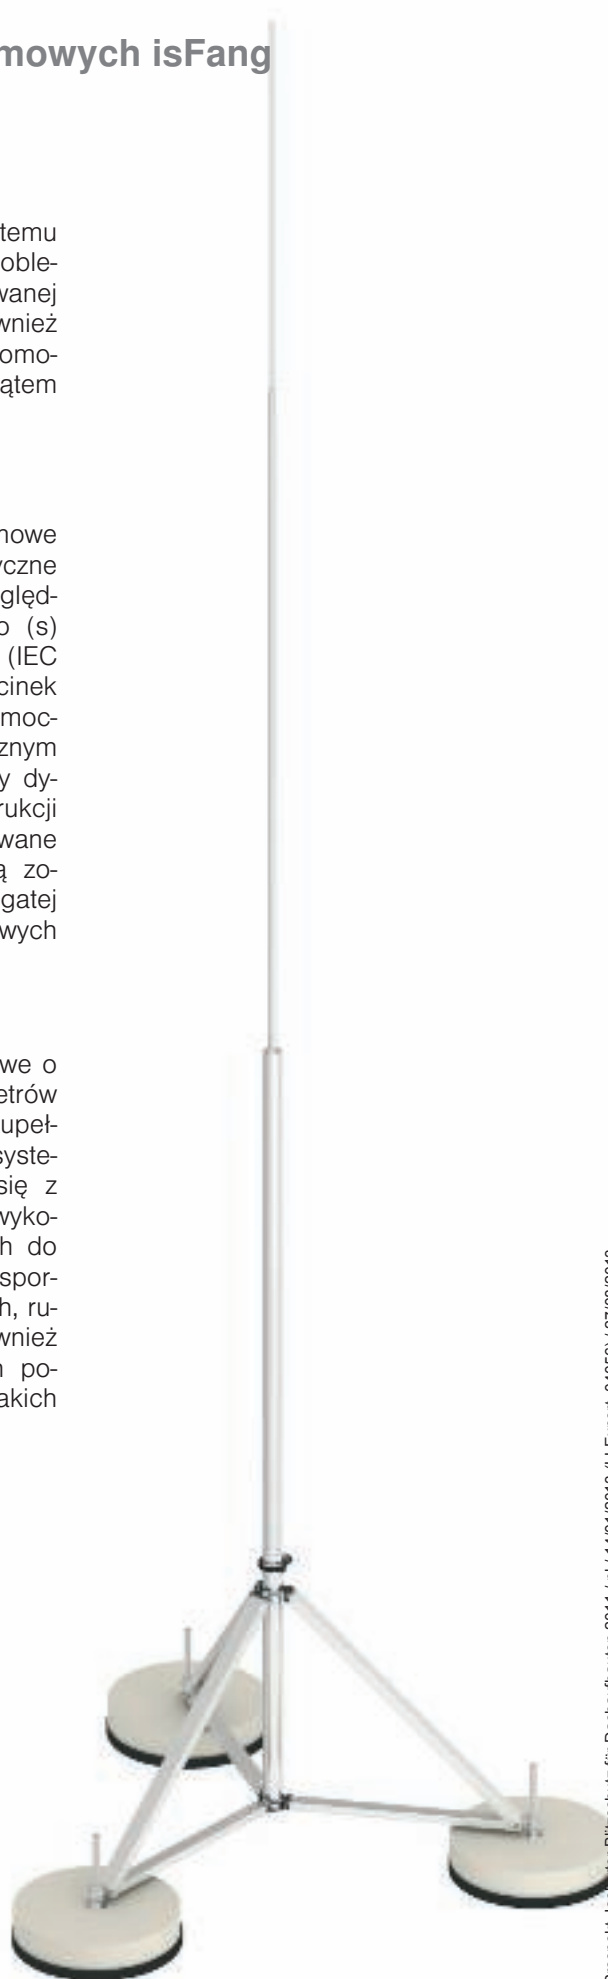 mowych isFang
temu
oble-
wanej
wnież
omo-
ątem
nowe
yczne
ględ-
o (s)
(IEC
cinek
moc-
cznym
y dy-
rukcji
wane
ą zo-
gatej
wych
we o
etrów
upeł-
syste-
się z
wyko-
h do
spor-
h, ru-
wnież
n po-
akich